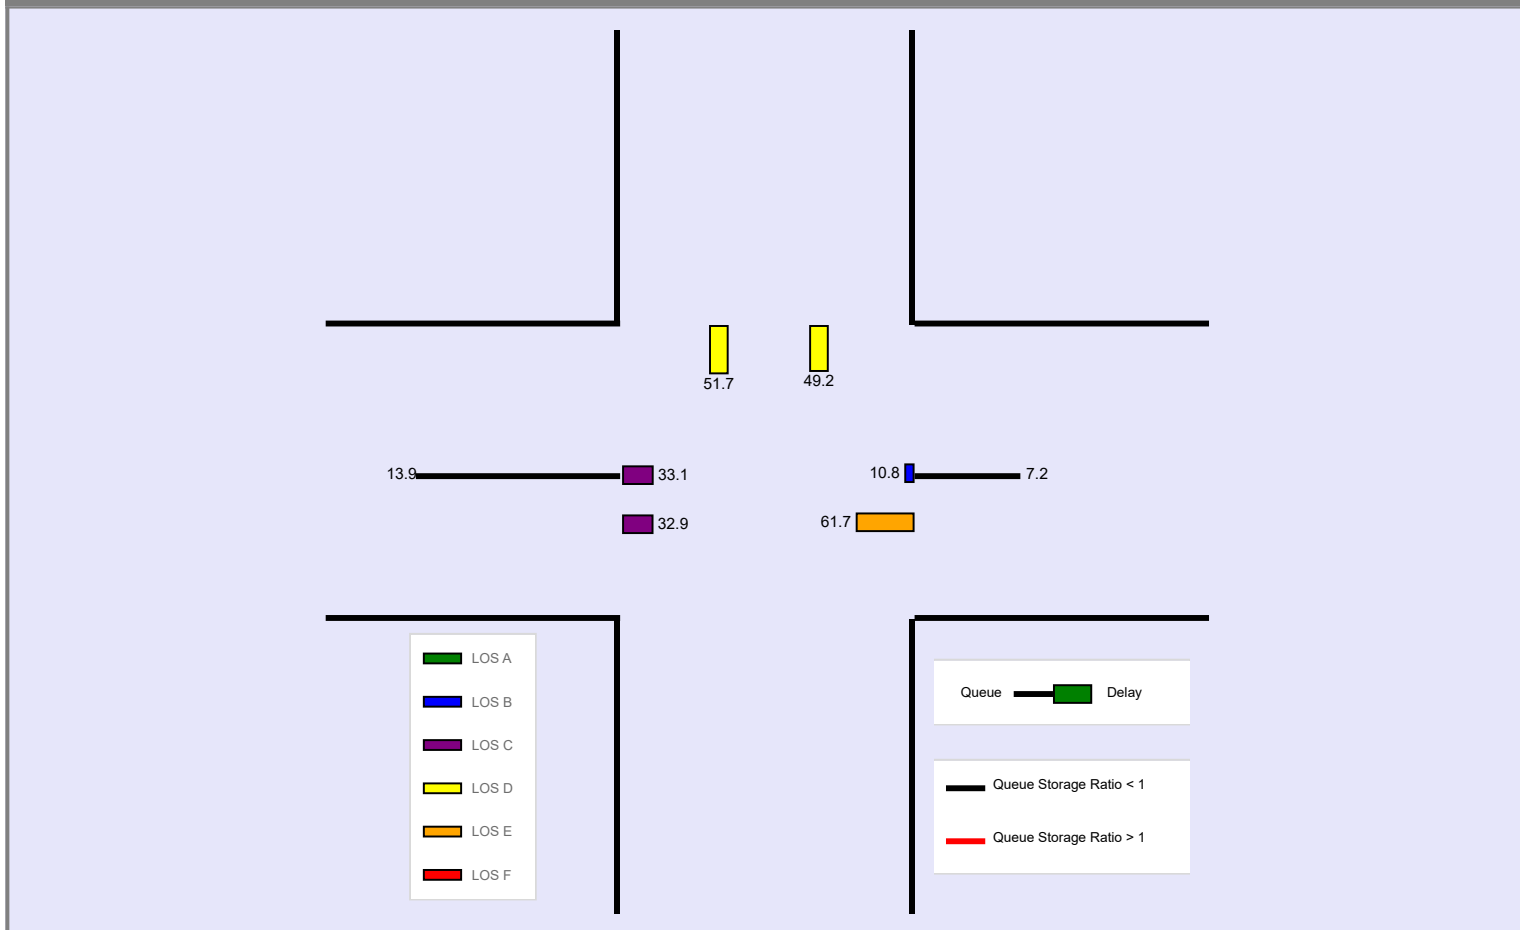 51.7
49.2
13.9
33.1
10.8
7.2
32.9
61.7
LOS A
LOS B
LOS C
LOS D
LOS E
LOS F
Queue
Delay
Queue Storage Ratio < 1
Queue Storage Ratio > 1